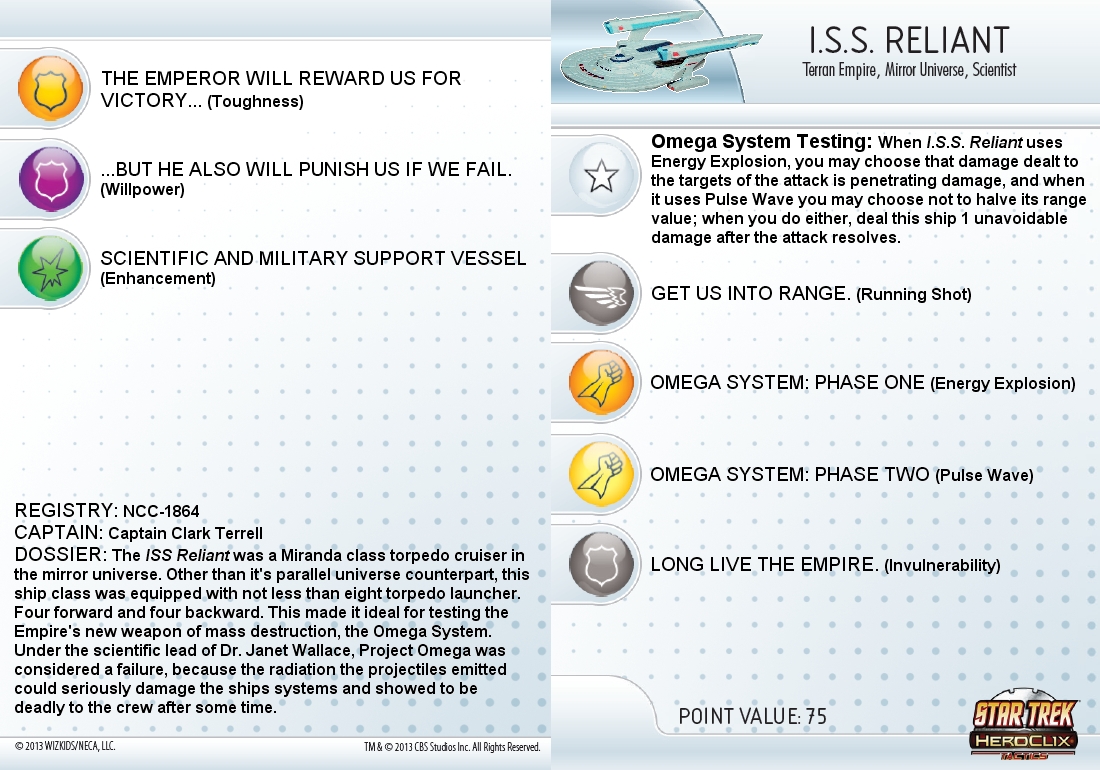 THE EMPEROR WILL REWARD US FOR
VICTORY... (Toughness)
...BUT HE ALSO WILL PUNISH US IF WE FAIL.
(Willpower)
SCIENTIFIC AND MILITARY SUPPORT VESSEL
(Enhancement)
REGISTRY: NCC-1864
CAPTAIN: Captain Clark Terrell
DOSSIER: The ISS Reliant was a Miranda class torpedo cruiser in
the mirror universe. Other than it's parallel universe counterpart, this
ship class was equipped with not less than eight torpedo launcher.
Four forward and four backward. This made it ideal for testing the
Empire's new weapon of mass destruction, the Omega System.
Under the scientific lead of Dr. Janet Wallace, Project Omega was
considered a failure, because the radiation the projectiles emitted
could seriously damage the ships systems and showed to be
deadly to the crew after some time.
© 2013 WIZKIDS/NECA, LLC.
TM & © 2013 CBS Studios Inc. All Rights Reserved.
I.S.S. RELIANT
Terran Empire, Mirror Universe, Scientist
Omega System Testing: When I.S.S. Reliant uses
Energy Explosion, you may choose that damage dealt to
the targets of the attack is penetrating damage, and when
it uses Pulse Wave you may choose not to halve its range
value; when you do either, deal this ship 1 unavoidable
damage after the attack resolves.
GET US INTO RANGE. (Running Shot)
OMEGA SYSTEM: PHASE ONE (Energy Explosion)
OMEGA SYSTEM: PHASE TWO (Pulse Wave)
LONG LIVE THE EMPIRE. (Invulnerability)
POINT VALUE: 75
STAR TREK
HEROCLIX
TACTICS